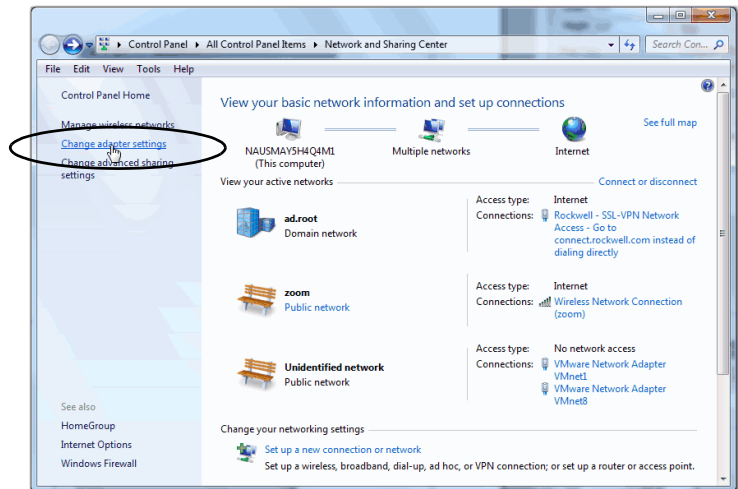 Control Panel ▸ All Control Panel Items ▸ Network and Sharing Center
Search Con...
File Edit View Tools Help
Control Panel Home
Manage wireless networks
Change adapter settings
Change advanced sharing
settings
See also
HomeGroup
Internet Options
Windows Firewall
View your basic network information and set up connections
See full map
NAUSMAY5H4Q4M1
(This computer)
Multiple networks
Internet
View your active networks
Connect or disconnect
ad.root
Domain network
Access type: Internet
Connections: Rockwell - SSL-VPN Network
Access - Go to
connect.rockwell.com instead of
dialing directly
zoom
Public network
Access type: Internet
Connections: Wireless Network Connection
(zoom)
Unidentified network
Public network
Access type: No network access
Connections: VMware Network Adapter
VMnet1
VMware Network Adapter
VMnet8
Change your networking settings
Set up a new connection or network
Set up a wireless, broadband, dial-up, ad hoc, or VPN connection; or set up a router or access point.